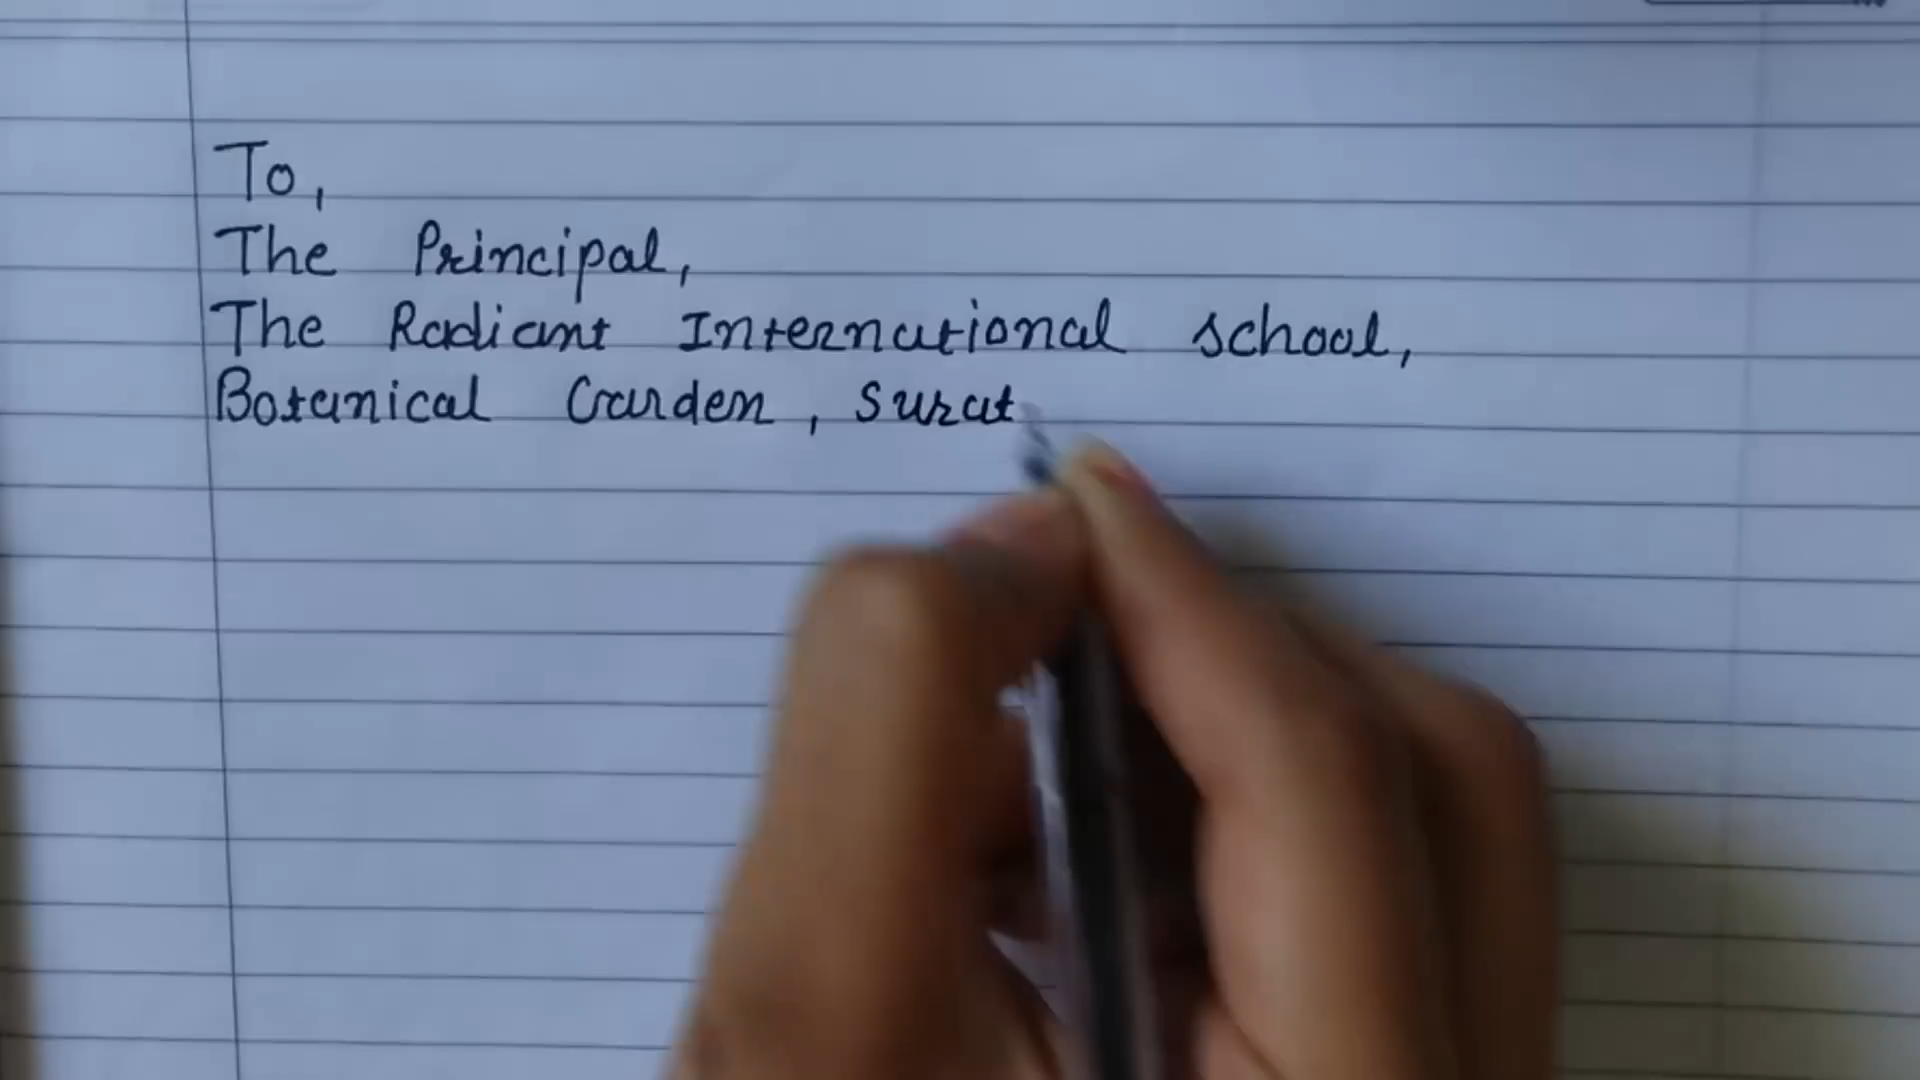 To,
The Principal,
The Radiant International school,
Botanical Garden, Surat